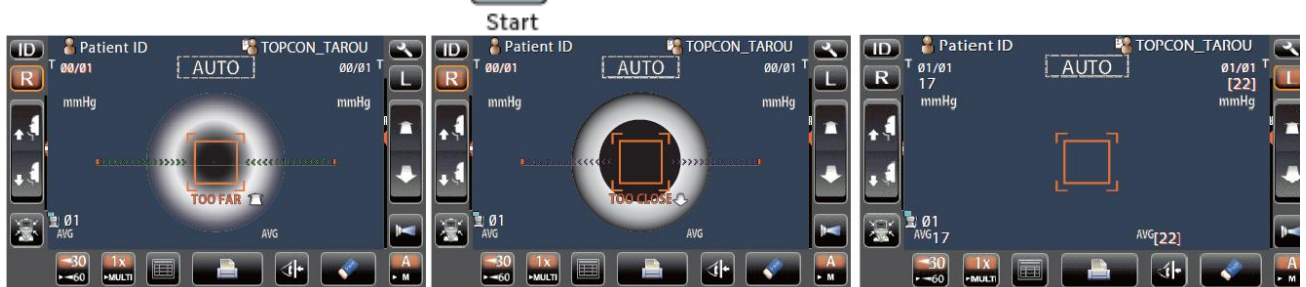 Start
ID Patient ID TOPCON_TAROU
R T 00/01 AUTO 00/01 T L
mmHg mmHg
TOO FAR
01
AVG AVG
30 1x A
60 MULTI M
ID Patient ID TOPCON_TAROU
R T 00/01 AUTO 00/01 T L
mmHg mmHg
TOO CLOSE
01
AVG AVG
30 1x A
60 MULTI M
ID Patient ID TOPCON_TAROU
R T 01/01 AUTO 01/01 T L
17 [22]
mmHg mmHg
01
AVG 17 AVG [22]
30 1x A
60 MULTI M